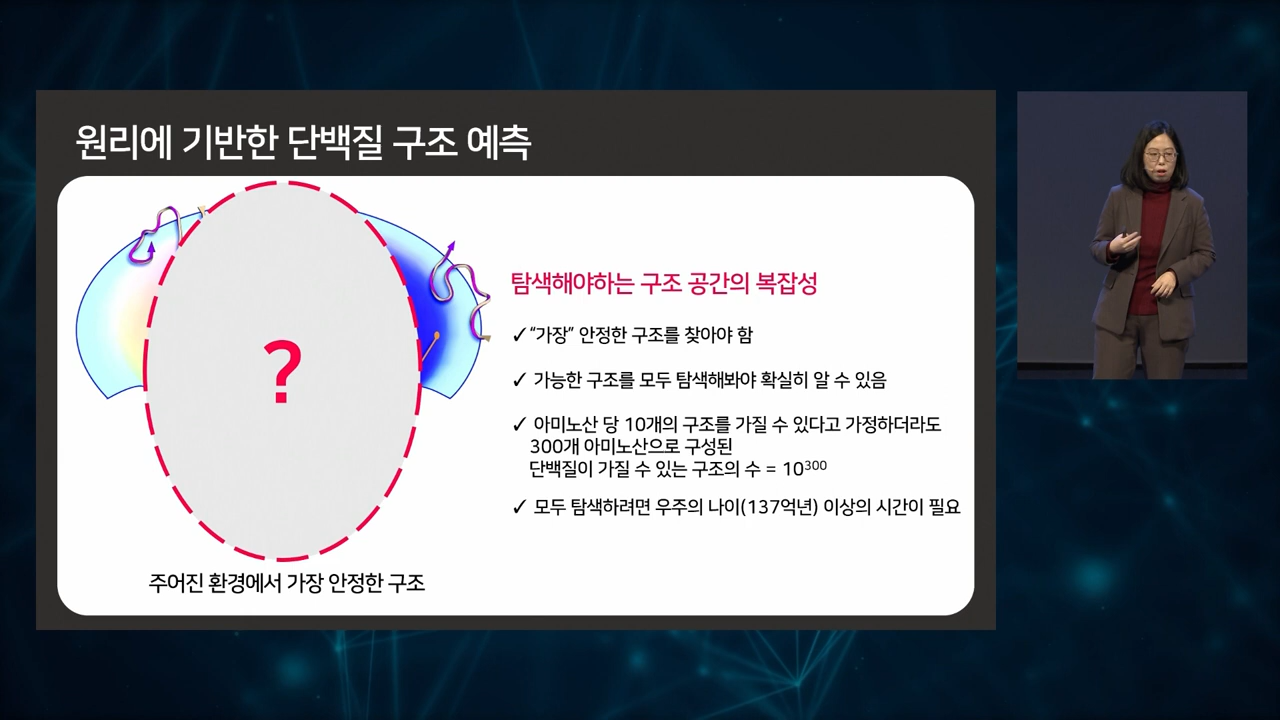 원리에 기반한 단백질 구조 예측
?
주어진 환경에서 가장 안정한 구조
탐색해야하는 구조 공간의 복잡성
✓ “가장” 안정한 구조를 찾아야 함
✓ 가능한 구조를 모두 탐색해봐야 확실히 알 수 있음
✓ 아미노산 당 10개의 구조를 가질 수 있다고 가정하더라도
300개 아미노산으로 구성된
단백질이 가질 수 있는 구조의 수 = 10³⁰⁰
✓ 모두 탐색하려면 우주의 나이(137억년) 이상의 시간이 필요